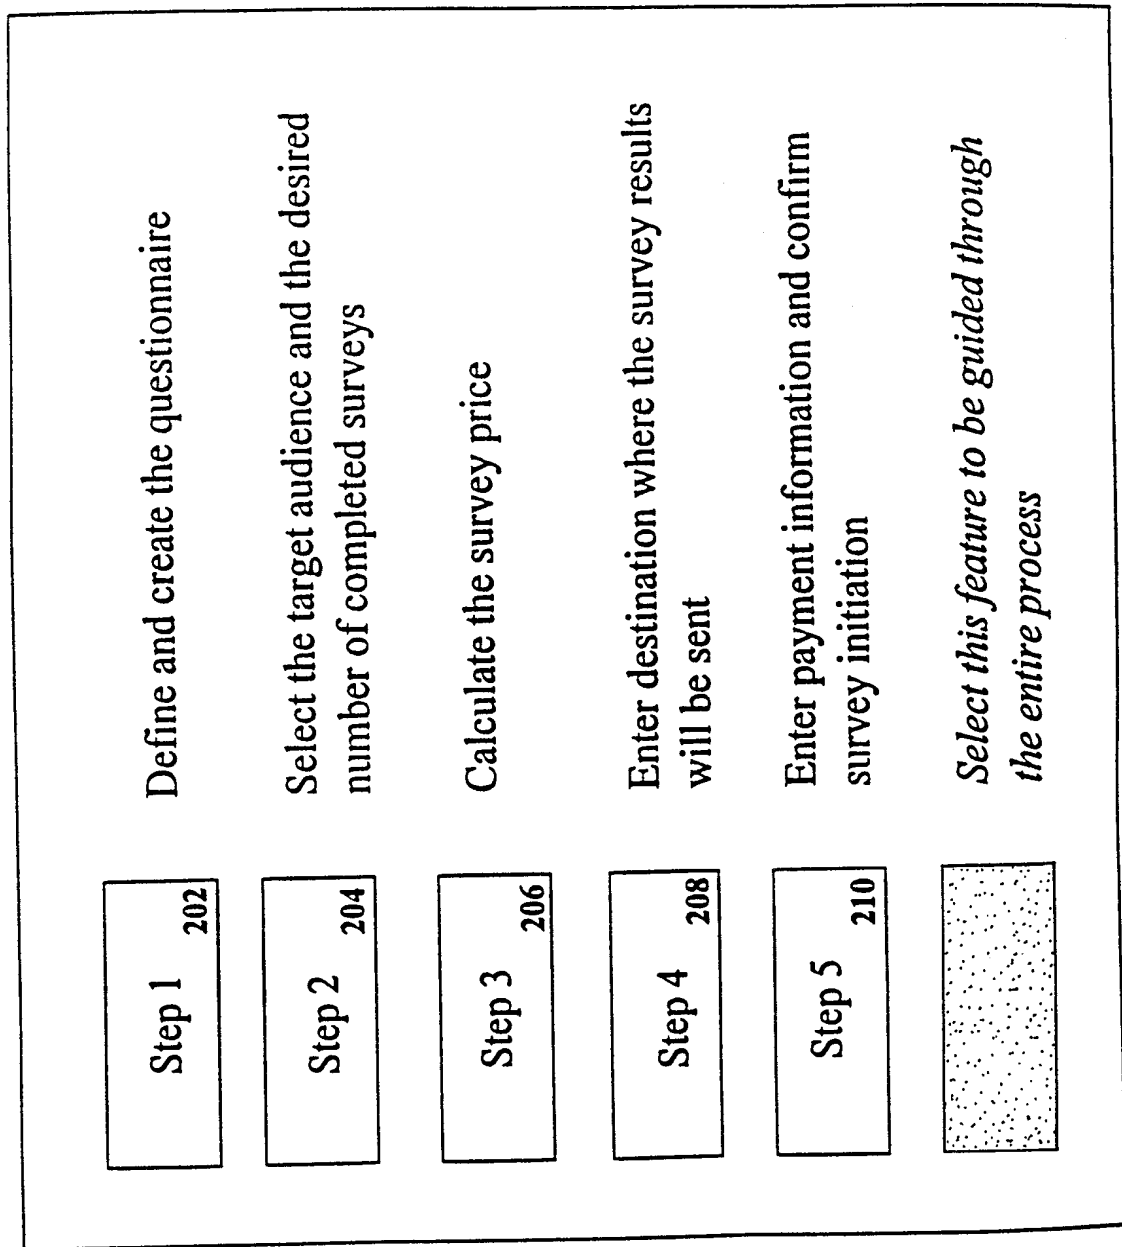 Step 1
202
Define and create the questionnaire
Step 2
204
Select the target audience and the desired
number of completed surveys
Step 3
206
Calculate the survey price
Step 4
208
Enter destination where the survey results
will be sent
Step 5
210
Enter payment information and confirm
survey initiation
Select this feature to be guided through
the entire process